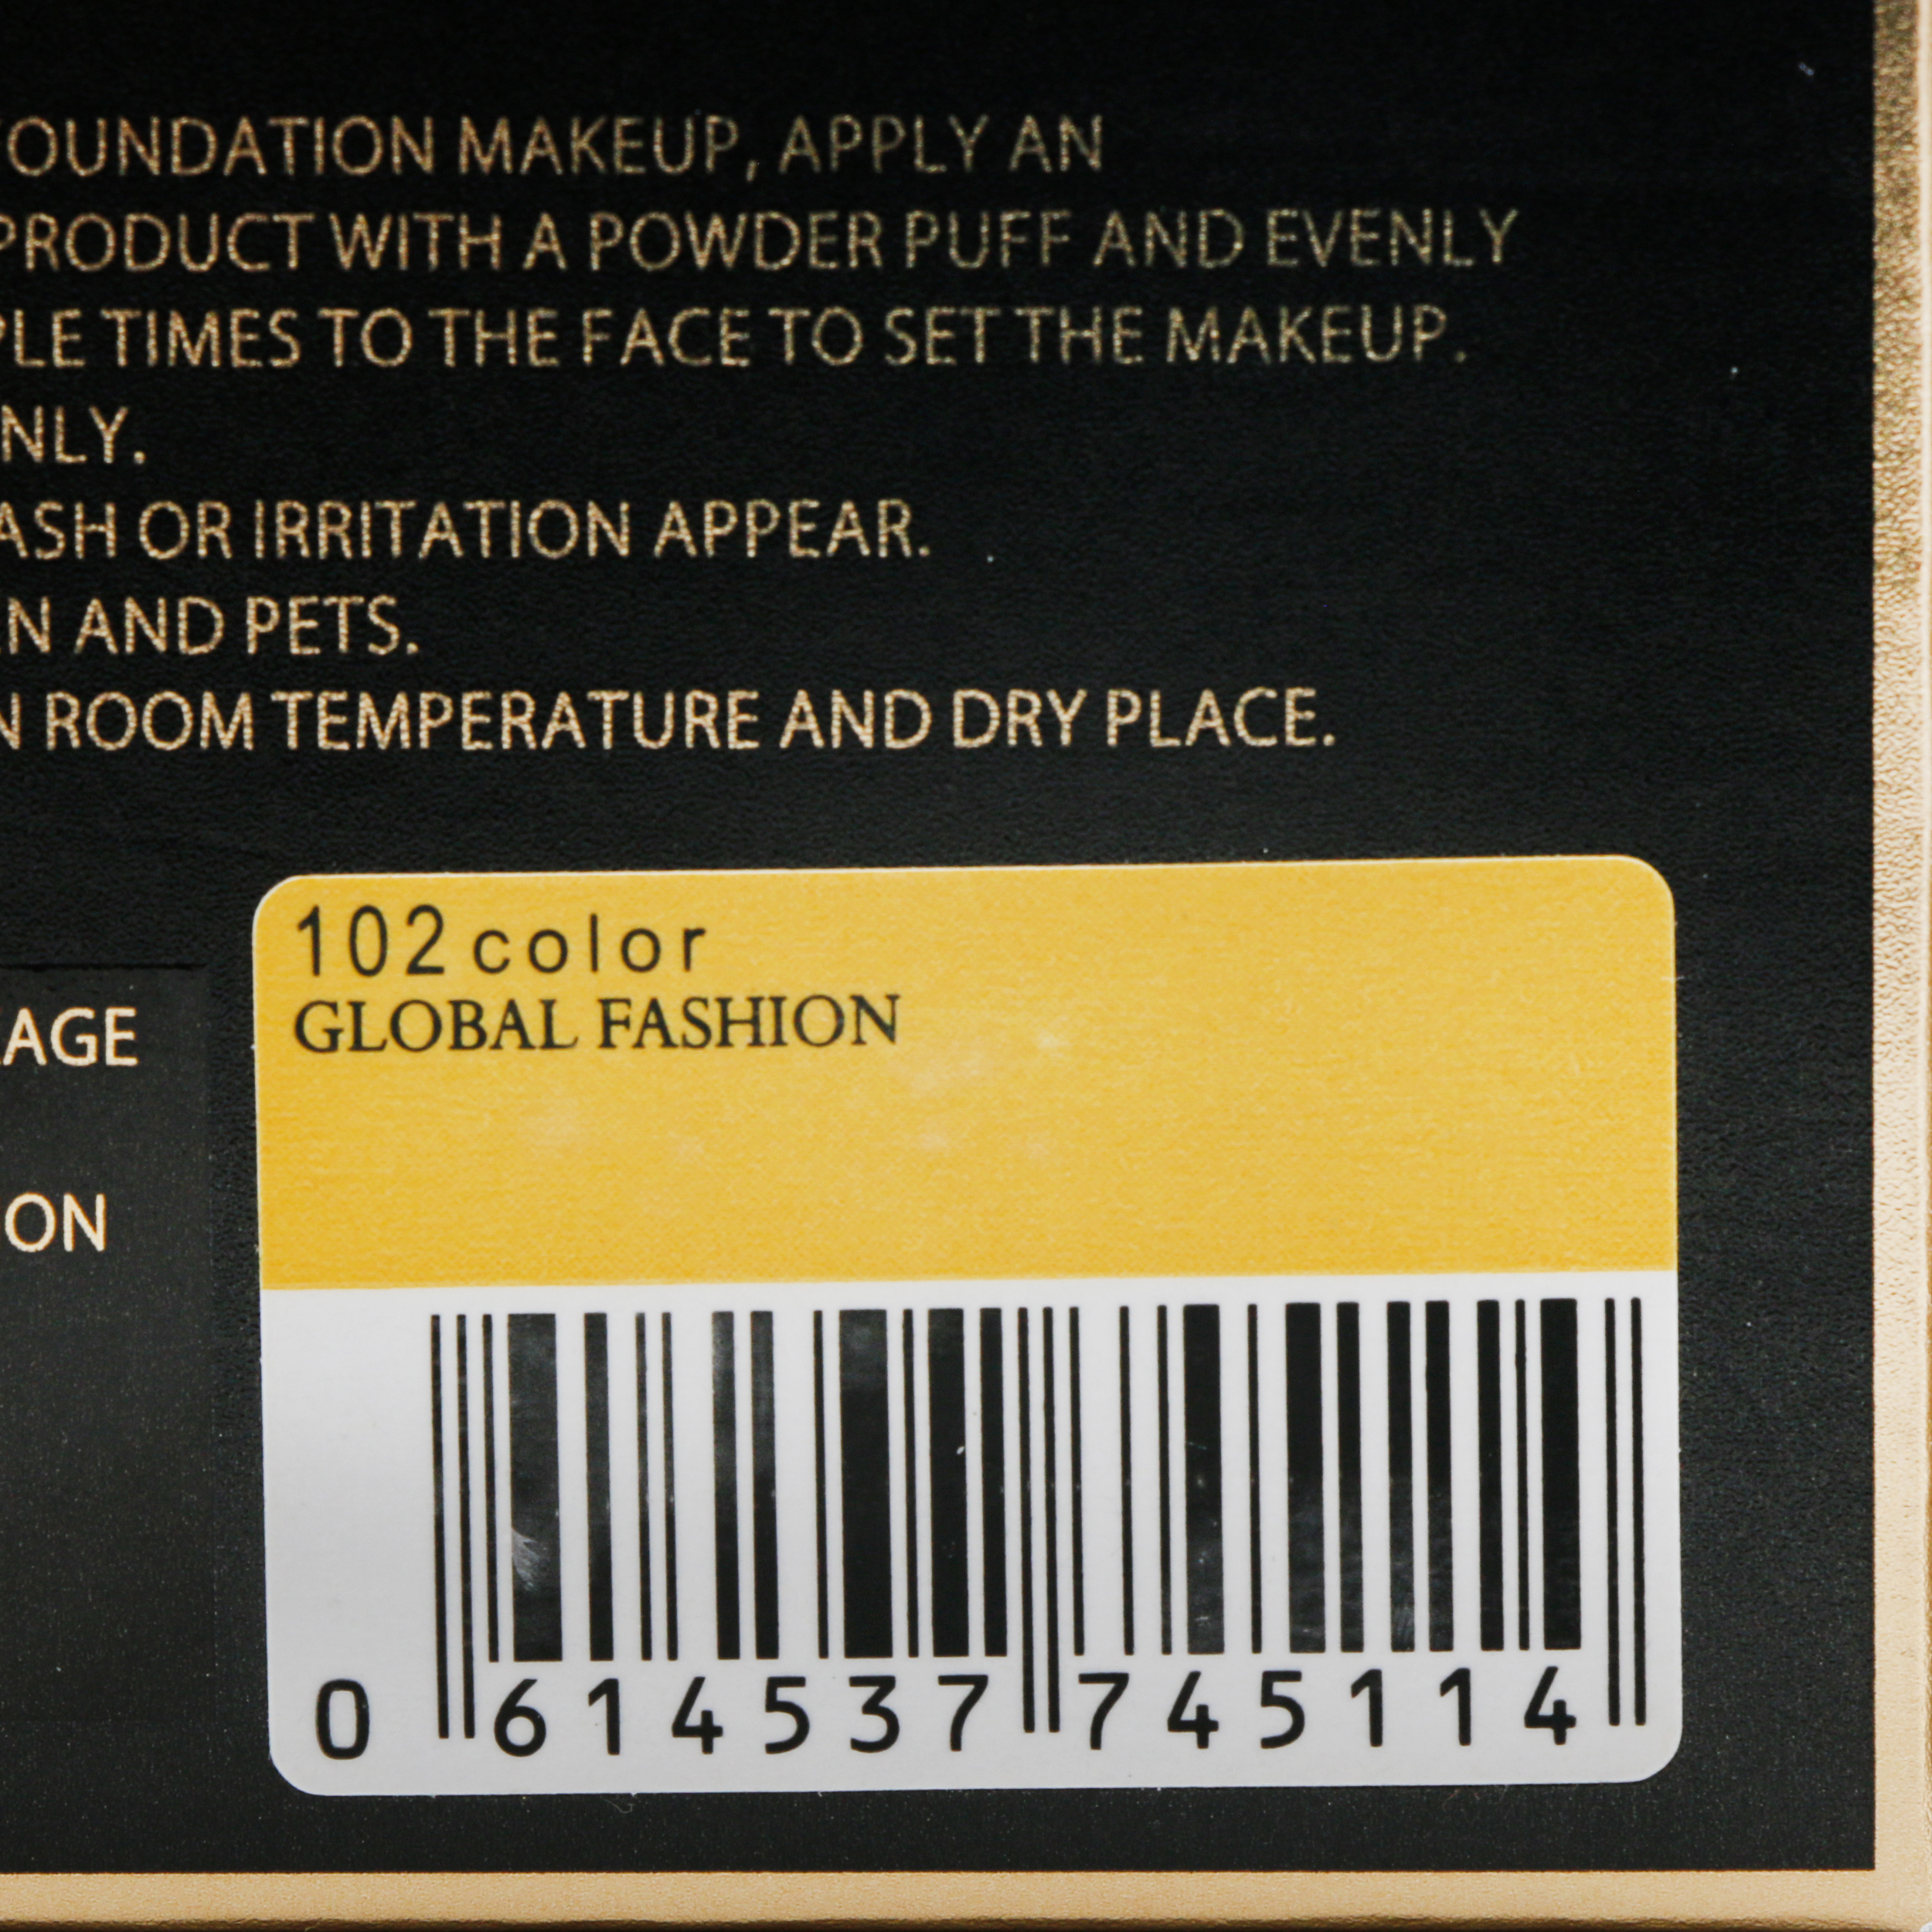 OUNDATION MAKEUP, APPLY AN
PRODUCT WITH A POWDER PUFF AND EVENLY
PLE TIMES TO THE FACE TO SET THE MAKEUP.
NLY.
ASH OR IRRITATION APPEAR.
N AND PETS.
N ROOM TEMPERATURE AND DRY PLACE.
AGE
ON
102 color
GLOBAL FASHION
0 614537 745114